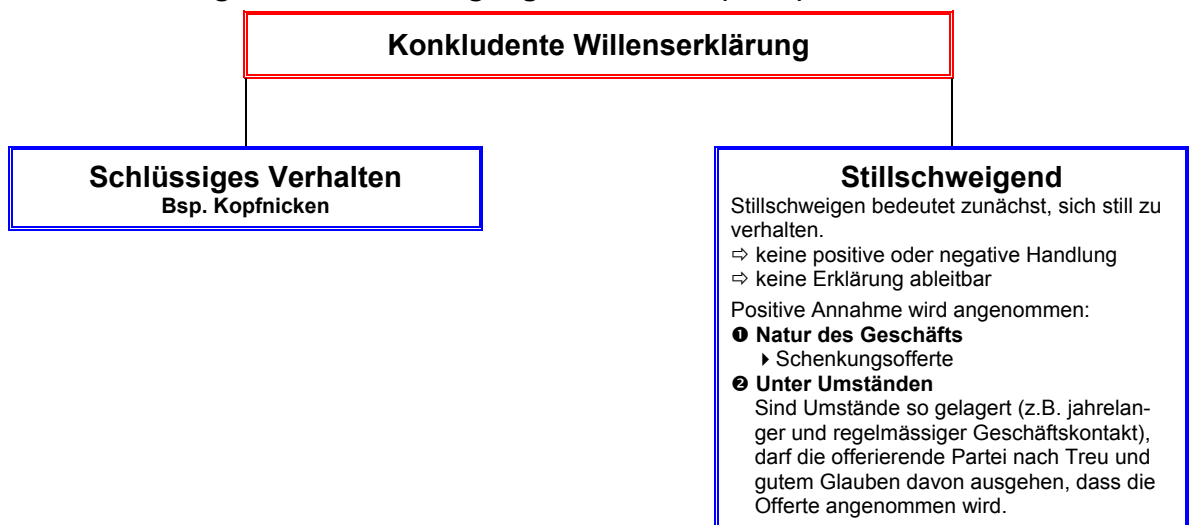 Konkludente Willenserklärung
Schlüssiges Verhalten
Bsp. Kopfnicken
Stillschweigend
Stillschweigen bedeutet zunächst, sich still zu
verhalten.
⇨ keine positive oder negative Handlung
⇨ keine Erklärung ableitbar
Positive Annahme wird angenommen:
❶ Natur des Geschäfts
Schenkungsofferte
❷ Unter Umständen
Sind Umstände so gelagert (z.B. jahrelan-
ger und regelmässiger Geschäftskontakt),
darf die offerierende Partei nach Treu und
gutem Glauben davon ausgehen, dass die
Offerte angenommen wird.